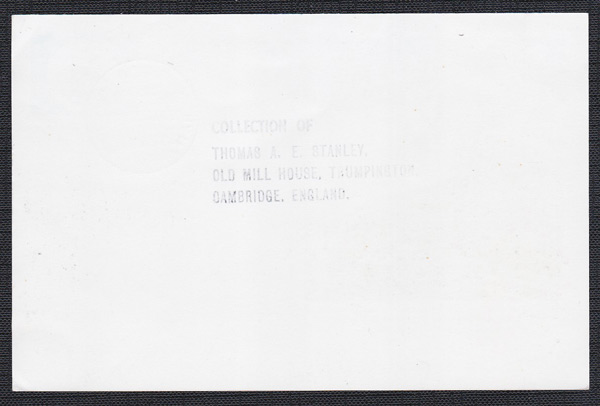 COLLECTION OF
THOMAS A. E. STANLEY,
OLD MILL HOUSE, TRUMPINGTON,
CAMBRIDGE, ENGLAND.